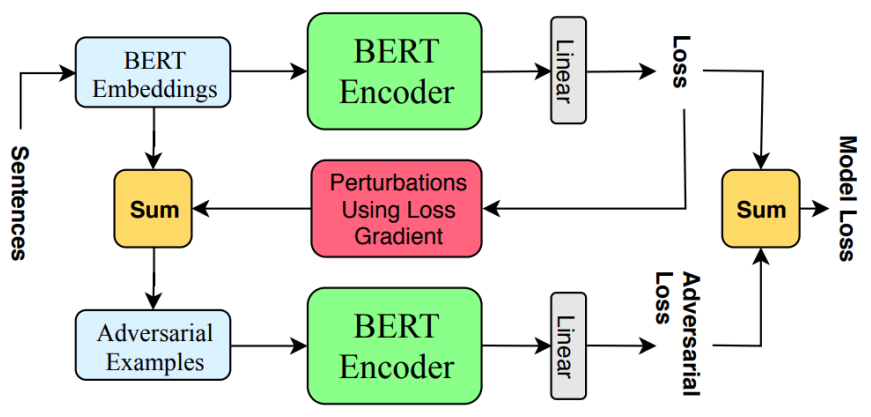 Sentences
BERT
Embeddings
BERT
Encoder
Linear
Loss
Sum
Perturbations
Using Loss
Gradient
Sum
Model Loss
Adversarial
Examples
BERT
Encoder
Linear
Adversarial
Loss